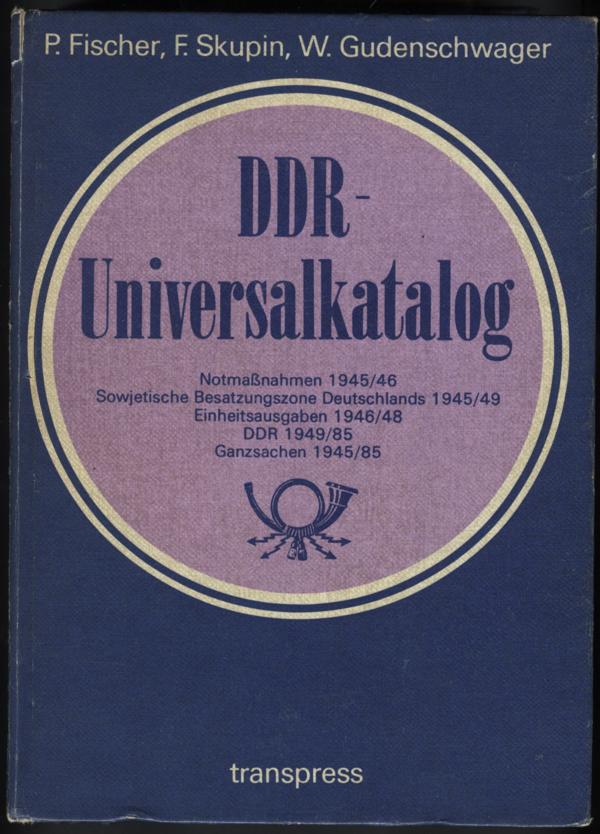 P. Fischer, F. Skupin, W. Gudenschwager
DDR-
Universalkatalog
Notmaßnahmen 1945/46
Sowjetische Besatzungszone Deutschlands 1945/49
Einheitsausgaben 1946/48
DDR 1949/85
Ganzsachen 1945/85
transpress